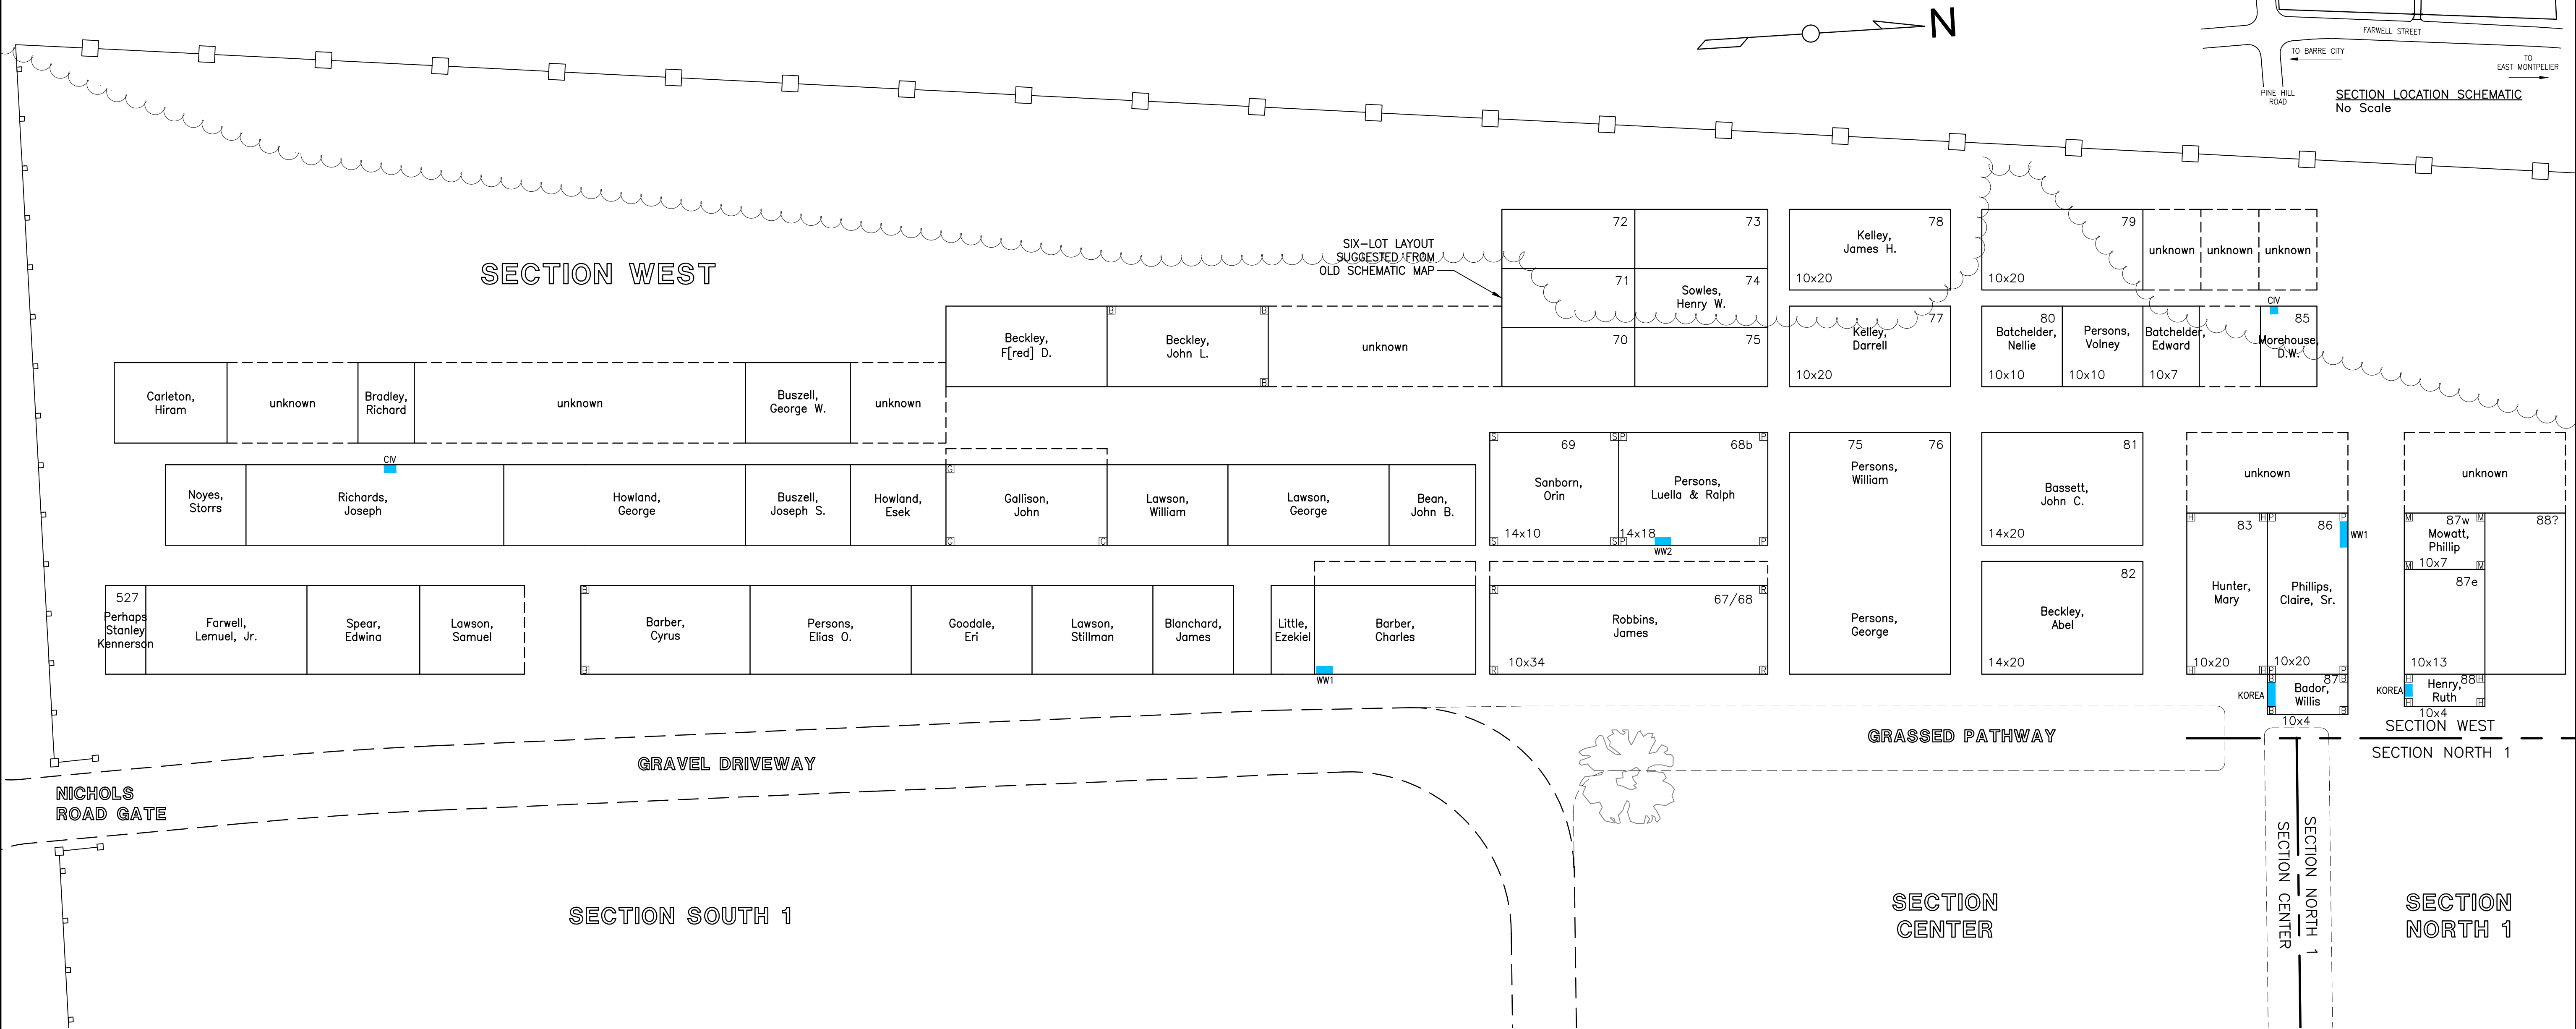 N
FARWELL STREET
TO BARRE CITY
TO
EAST MONTPELIER
PINE HILL
ROAD
SECTION LOCATION SCHEMATIC
No Scale
SECTION WEST
SIX-LOT LAYOUT
SUGGESTED FROM
OLD SCHEMATIC MAP
72
73
71
74
Sowles,
Henry W.
70
75
78
Kelley,
James H.
10x20
77
Kelley,
Darrell
10x20
79
10x20
unknown
unknown
unknown
80
Batchelder,
Nellie
10x10
Persons,
Volney
10x10
Batchelder,
Edward
10x7
CIV
85
Morehouse,
D.W.
Beckley,
F[red] D.
B
B
B
Beckley,
John L.
unknown
Carleton,
Hiram
unknown
Bradley,
Richard
unknown
Buszell,
George W.
unknown
Noyes,
Storrs
CIV
Richards,
Joseph
Howland,
George
Buszell,
Joseph S.
Howland,
Esek
G
G
G
Gallison,
John
Lawson,
William
Lawson,
George
Bean,
John B.
S
S
S
S
69
Sanborn,
Orin
14x10
P
P
P
P
68b
Persons,
Luella & Ralph
14x18
WW2
75
76
Persons,
William
Persons,
George
81
Bassett,
John C.
14x20
82
Beckley,
Abel
14x20
unknown
H
H
H
H
83
Hunter,
Mary
10x20
P
P
P
P
86
WW1
Phillips,
Claire, Sr.
10x20
B
B
B
B
87
KOREA
Bador,
Willis
10x4
unknown
M
M
M
M
87w
Mowatt,
Phillip
10x7
88?
87e
10x13
H
H
H
H
88
KOREA
Henry,
Ruth
10x4
527
Perhaps
Stanley
Kennerson
Farwell,
Lemuel, Jr.
Spear,
Edwina
Lawson,
Samuel
B
B
Barber,
Cyrus
Persons,
Elias O.
Goodale,
Eri
Lawson,
Stillman
Blanchard,
James
Little,
Ezekiel
Barber,
Charles
WW1
R
R
R
R
67/68
Robbins,
James
10x34
SECTION WEST
SECTION NORTH 1
GRASSED PATHWAY
GRAVEL DRIVEWAY
NICHOLS
ROAD GATE
SECTION SOUTH 1
SECTION
CENTER
SECTION CENTER
SECTION NORTH 1
SECTION
NORTH 1